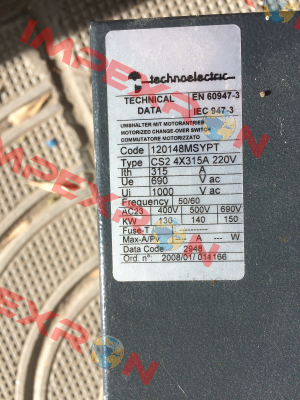 technoelectric
TECHNICAL DATA EN 60947-3
IEC 947-3
UMSHALTER MIT MOTORANTRIEB
MOTORIZED CHANGE-OVER SWITCH
COMMUTATORE MOTORIZZATO
Code 120148MSYPT
Type CS2 4X315A 220V
Ith 315 A
Ue 690 V ac
Ui 1000 V ac
Frequency 50/60
AC23 400V 500V 690V
KW 130 140 150
Fuse-T / -----------
Max-A/Pv --- A --- W
Data Code 2948
Ord. n°: 2008/01/ 011166
IMPEXRON
IMPEXRON
IMPEXRON